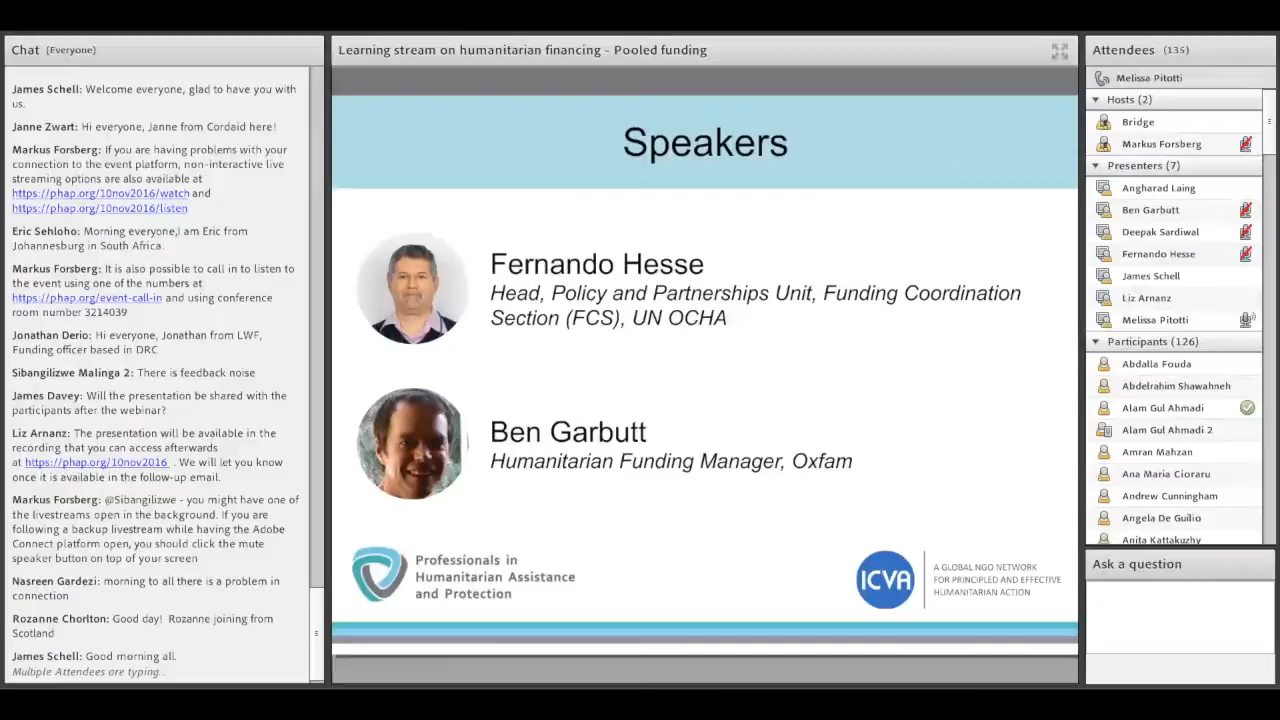 Chat (Everyone)
James Schell: Welcome everyone, glad to have you with
us.
Janne Zwart: Hi everyone, Janne from Cordaid here!
Markus Forsberg: If you are having problems with your
connection to the event platform, non-interactive live
streaming options are also available at
https://phap.org/10nov2016/watch and
https://phap.org/10nov2016/listen
Eric Sehloho: Morning everyone,I am Eric from
Johannesburg in South Africa.
Markus Forsberg: It is also possible to call in to listen to
the event using one of the numbers at
https://phap.org/event-call-in and using conference
room number 3214039
Jonathan Derio: Hi everyone, Jonathan from LWF,
Funding officer based in DRC
Sibangilizwe Malinga 2: There is feedback noise
James Davey: Will the presentation be shared with the
participants after the webinar?
Liz Arnanz: The presentation will be available in the
recording that you can access afterwards
at https://phap.org/10nov2016 . We will let you know
once it is available in the follow-up email.
Markus Forsberg: @Sibangilizwe - you might have one of
the livestreams open in the background. If you are
following a backup livestream while having the Adobe
Connect platform open, you should click the mute
speaker button on top of your screen
Nasreen Gardezi: morning to all there is a problem in
connection
Rozanne Chorlton: Good day! Rozanne joining from
Scotland
James Schell: Good morning all.
Multiple Attendees are typing...
Learning stream on humanitarian financing - Pooled funding
Speakers
Fernando Hesse
Head, Policy and Partnerships Unit, Funding Coordination
Section (FCS), UN OCHA
Ben Garbutt
Humanitarian Funding Manager, Oxfam
Professionals in
Humanitarian Assistance
and Protection
ICVA
A GLOBAL NGO NETWORK
FOR PRINCIPLED AND EFFECTIVE
HUMANITARIAN ACTION
Attendees (135)
Melissa Pitotti
Hosts (2)
Bridge
Markus Forsberg
Presenters (7)
Angharad Laing
Ben Garbutt
Deepak Sardiwal
Fernando Hesse
James Schell
Liz Arnanz
Melissa Pitotti
Participants (126)
Abdalla Fouda
Abdelrahim Shawahneh
Alam Gul Ahmadi
Alam Gul Ahmadi 2
Amran Mahzan
Ana Maria Cioraru
Andrew Cunningham
Angela De Guilio
Anita Kattakuzhy
Ask a question